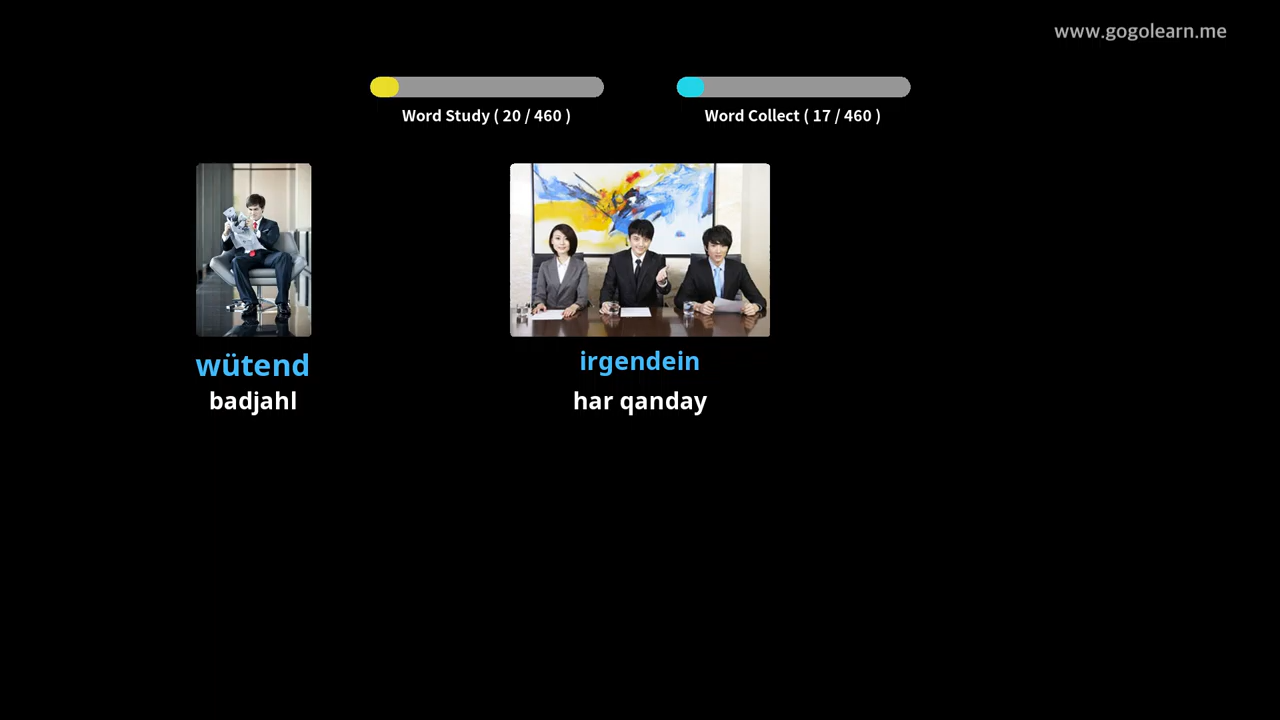 www.gogolearn.me
Word Study ( 20 / 460 )
Word Collect ( 17 / 460 )
wütend
badjahl
irgendein
har qanday